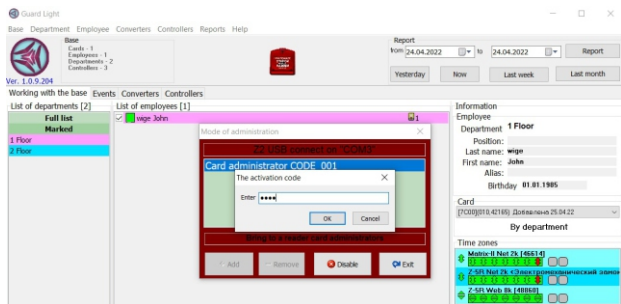 Guard Light
Base Department Employee Converters Controllers Reports Help
Base
Cards - 1
Employees - 1
Departments - 2
Controllers - 3
Ver. 1.0.9.204
Report
from 24.04.2022 to 24.04.2022 Report
Yesterday Now Last week Last month
Working with the base Events Converters Controllers
List of departments [2]
Full list
Marked
1 Floor
2 Floor
List of employees [1]
wige John 1
Mode of administration
Z2 USB connect on "COM3"
Card administrator CODE 001
The activation code
Enter ••••
OK Cancel
Bring to a reader card administrators
Add Remove Disable Exit
Information
Employee
Department 1 Floor
Position:
Last name: wige
First name: John
Alias:
Birthday 01.01.1985
Card
[7C00](010,42165) Добавлено 25.04.22
By department
Time zones
Matrix-II Net 2k [46614]
Z-5R Net 2k <Электромеханический замок
Z-5R Web 8k [40868]